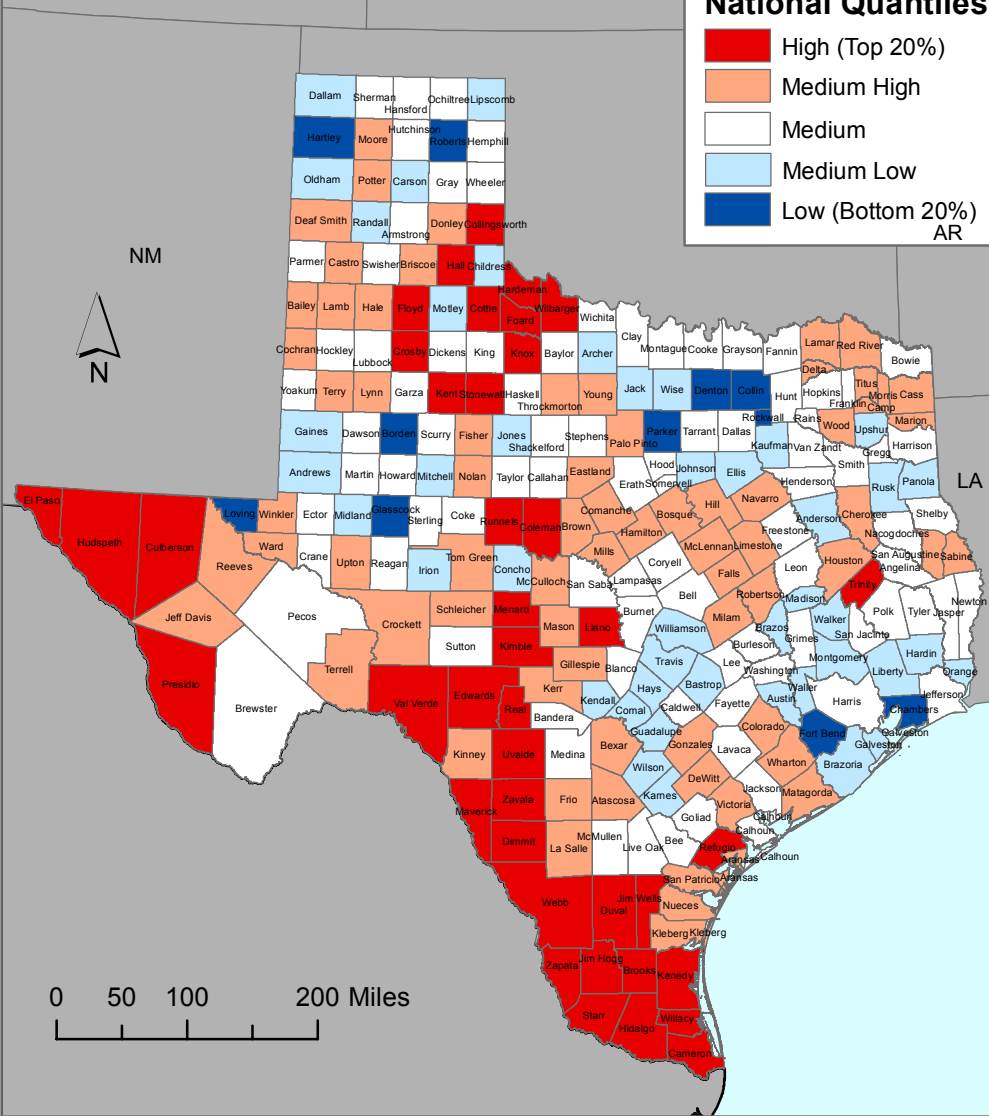 National Quantiles
High (Top 20%)
Medium High
Medium
Medium Low
Low (Bottom 20%)
AR
NM
N
LA
Dallam Sherman Hansford Ochiltree Lipscomb
Hartley Moore Hutchinson Roberts Hemphill
Oldham Potter Carson Gray Wheeler
Deaf Smith Randall Armstrong Donley Collingsworth
Parmer Castro Swisher Briscoe Hall Childress
Hardeman
Bailey Lamb Hale Floyd Motley Cottle Foard Wilbarger Wichita
Clay Montague Cooke Grayson Fannin Lamar Red River Bowie
Cochran Hockley Lubbock Crosby Dickens King Knox Baylor Archer
Delta Titus Morris Cass
Yoakum Terry Lynn Garza Kent Stonewall Haskell Throckmorton Young Jack Wise Denton Collin Hunt Hopkins Franklin Camp
Rockwall Rains Wood Upshur Marion
Gaines Dawson Borden Scurry Fisher Jones Shackelford Stephens Palo Pinto Parker Tarrant Dallas Kaufman Van Zandt Gregg Harrison
Andrews Martin Howard Mitchell Nolan Taylor Callahan Eastland Erath Hood Somervell Johnson Ellis Henderson Smith Rusk Panola
El Paso Hudspeth Culberson Loving Winkler Ector Midland Glasscock Sterling Coke Runnels Coleman Brown Comanche Hamilton Bosque Hill Navarro Freestone Anderson Cherokee Nacogdoches Shelby
Reeves Ward Crane Upton Reagan Irion Tom Green Concho McCulloch Mills San Saba Lampasas Coryell McLennan Limestone Falls Leon Houston San Augustine Sabine Angelina
Jeff Davis Pecos Crockett Schleicher Menard Mason Llano Burnet Bell Milam Robertson Madison Trinity Polk Tyler Jasper Newton
Sutton Kimble Gillespie Blanco Williamson Burleson Brazos Grimes Walker San Jacinto
Presidio Brewster Terrell Val Verde Edwards Real Kerr Kendall Travis Hays Bastrop Lee Washington Montgomery Liberty Hardin Orange
Bandera Comal Caldwell Fayette Austin Waller Harris Chambers Jefferson
Kinney Uvalde Medina Bexar Guadalupe Gonzales Lavaca Colorado Fort Bend Galveston Galveston
Wilson DeWitt Wharton Brazoria
Maverick Zavala Frio Atascosa Karnes Victoria Jackson Matagorda
Dimmit La Salle McMullen Live Oak Bee Goliad Calhoun
Calhoun
Refugio Aransas Calhoun
San Patricio Aransas
Webb Duval Jim Wells Nueces
Kleberg Kleberg
Zapata Jim Hogg Brooks Kenedy
Starr Hidalgo Willacy
Cameron
0 50 100 200 Miles